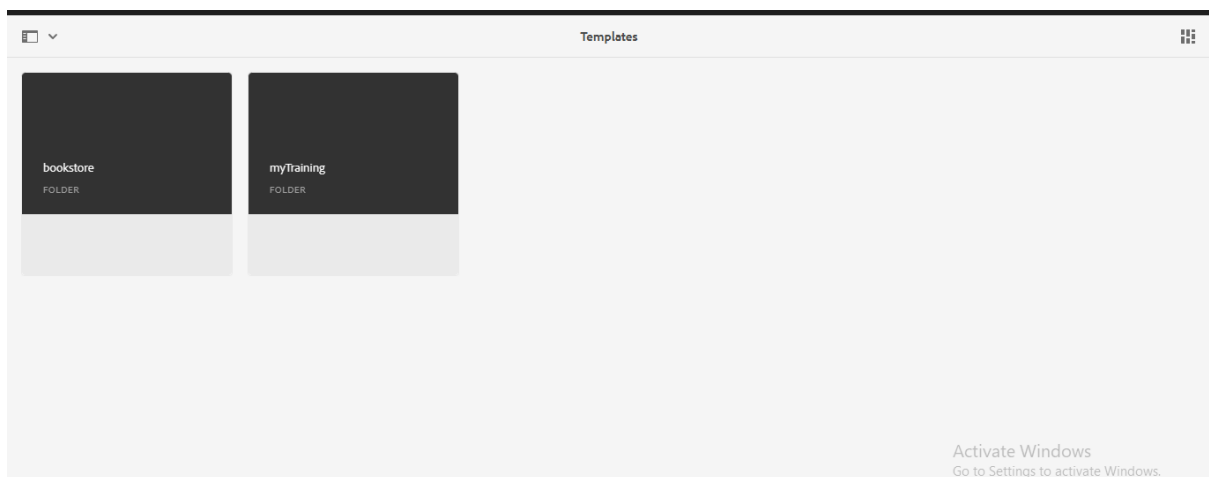 Templates
bookstore
FOLDER
myTraining
FOLDER
Activate Windows
Go to Settings to activate Windows.